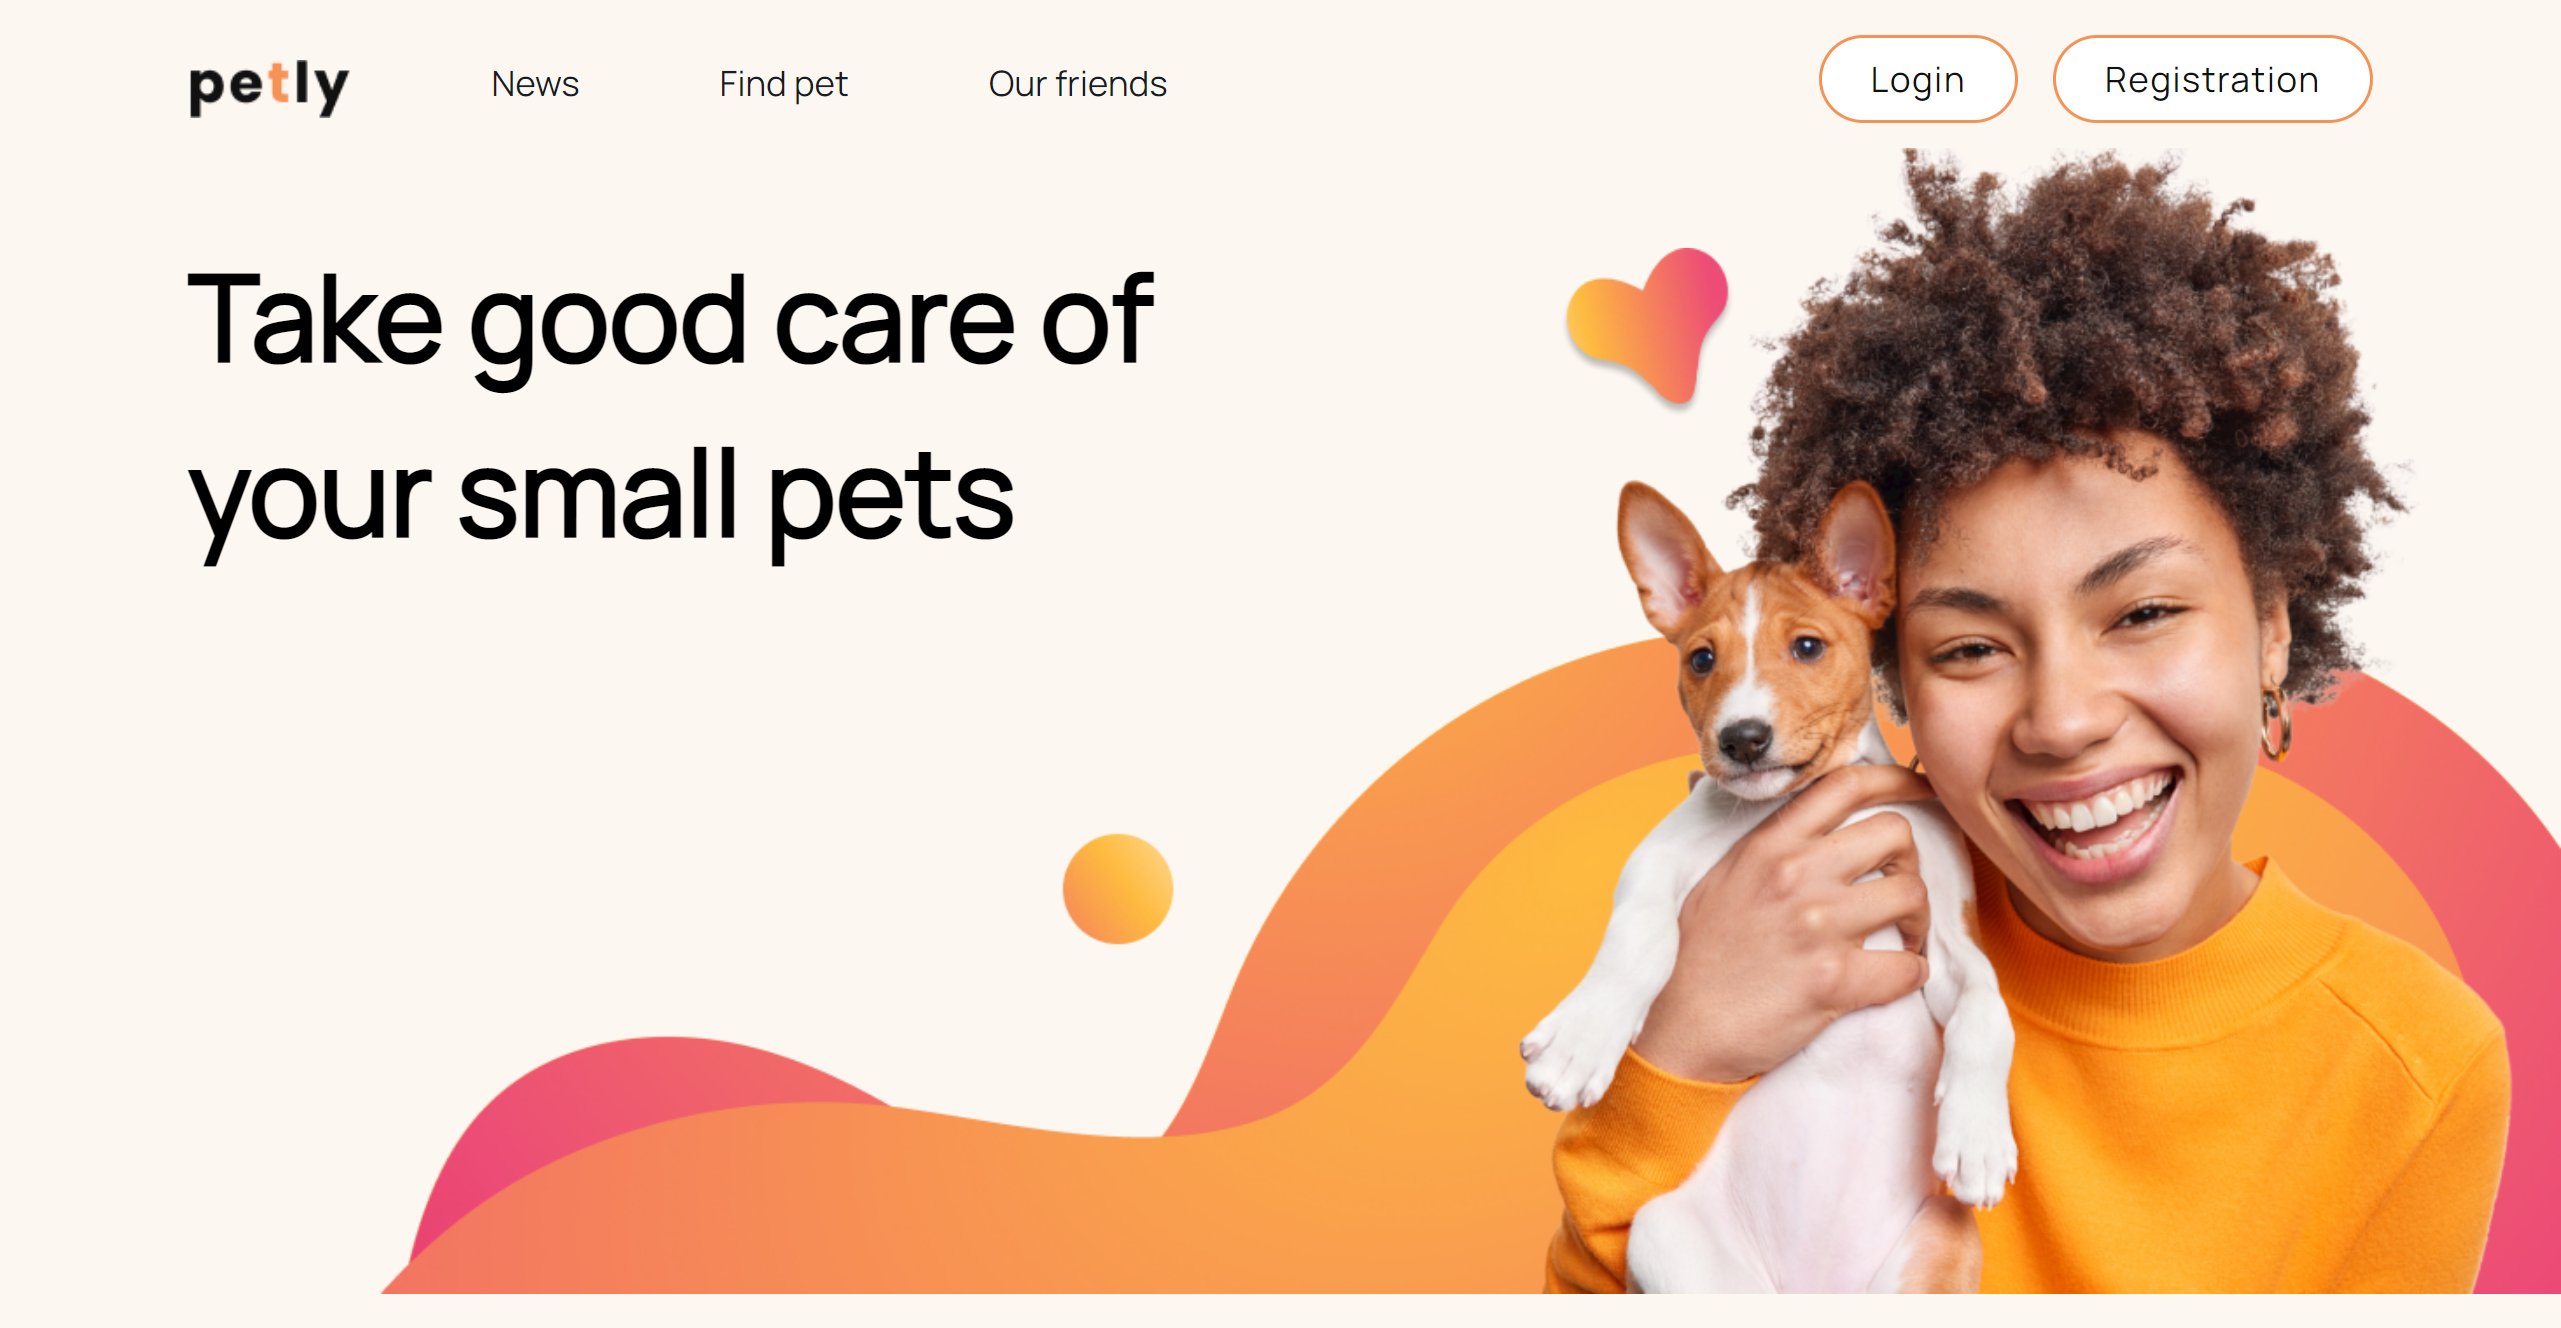 petly
News
Find pet
Our friends
Login
Registration
Take good care of
your small pets